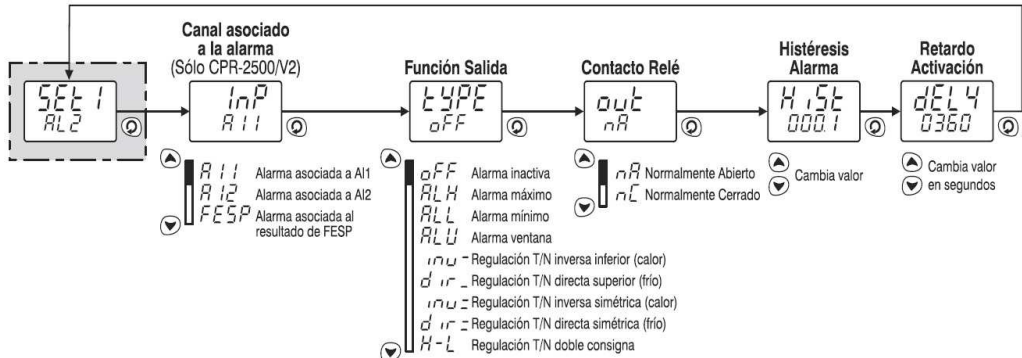 Canal asociado
a la alarma
(Sólo CPR-2500/V2)
Función Salida
Contacto Relé
Histéresis
Alarma
Retardo
Activación
SEt 1
AL2
InP
A11
tYPE
oFF
out
nA
HiSt
000.1
dELY
0360
A11 Alarma asociada a AI1
A12 Alarma asociada a AI2
FESP Alarma asociada al
resultado de FESP
oFF Alarma inactiva
ALH Alarma máximo
ALL Alarma mínimo
ALU Alarma ventana
inu- Regulación T/N inversa inferior (calor)
dir_ Regulación T/N directa superior (frío)
inu= Regulación T/N inversa simétrica (calor)
dir= Regulación T/N directa simétrica (frío)
H-L Regulación T/N doble consigna
nA Normalmente Abierto
nC Normalmente Cerrado
Cambia valor
Cambia valor
en segundos